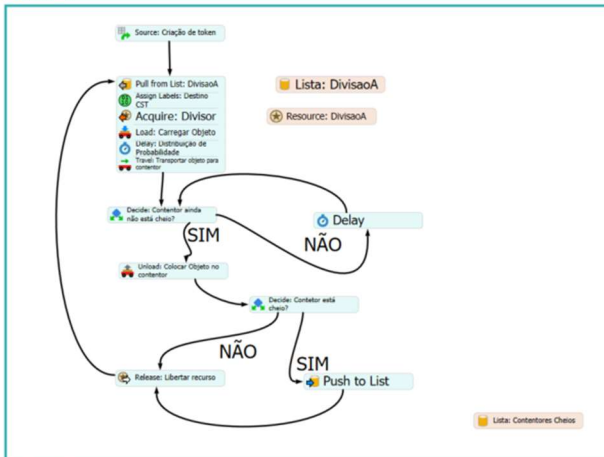 Source: Criação de token
Pull from List: DivisaoA
Assign Labels: Destino
CST
Acquire: Divisor
Load: Carregar Objeto
Delay: Distribuição de
Probabilidade
Travel: Transportar objeto para
contentor
Lista: DivisaoA
Resource: DivisaoA
Decide: Contentor ainda
não está cheio?
Delay
SIM
NÃO
Unload: Colocar Objeto no
contentor
Decide: Contetor está
cheio?
NÃO
SIM
Release: Libertar recurso
Push to List
Lista: Contentores Cheios